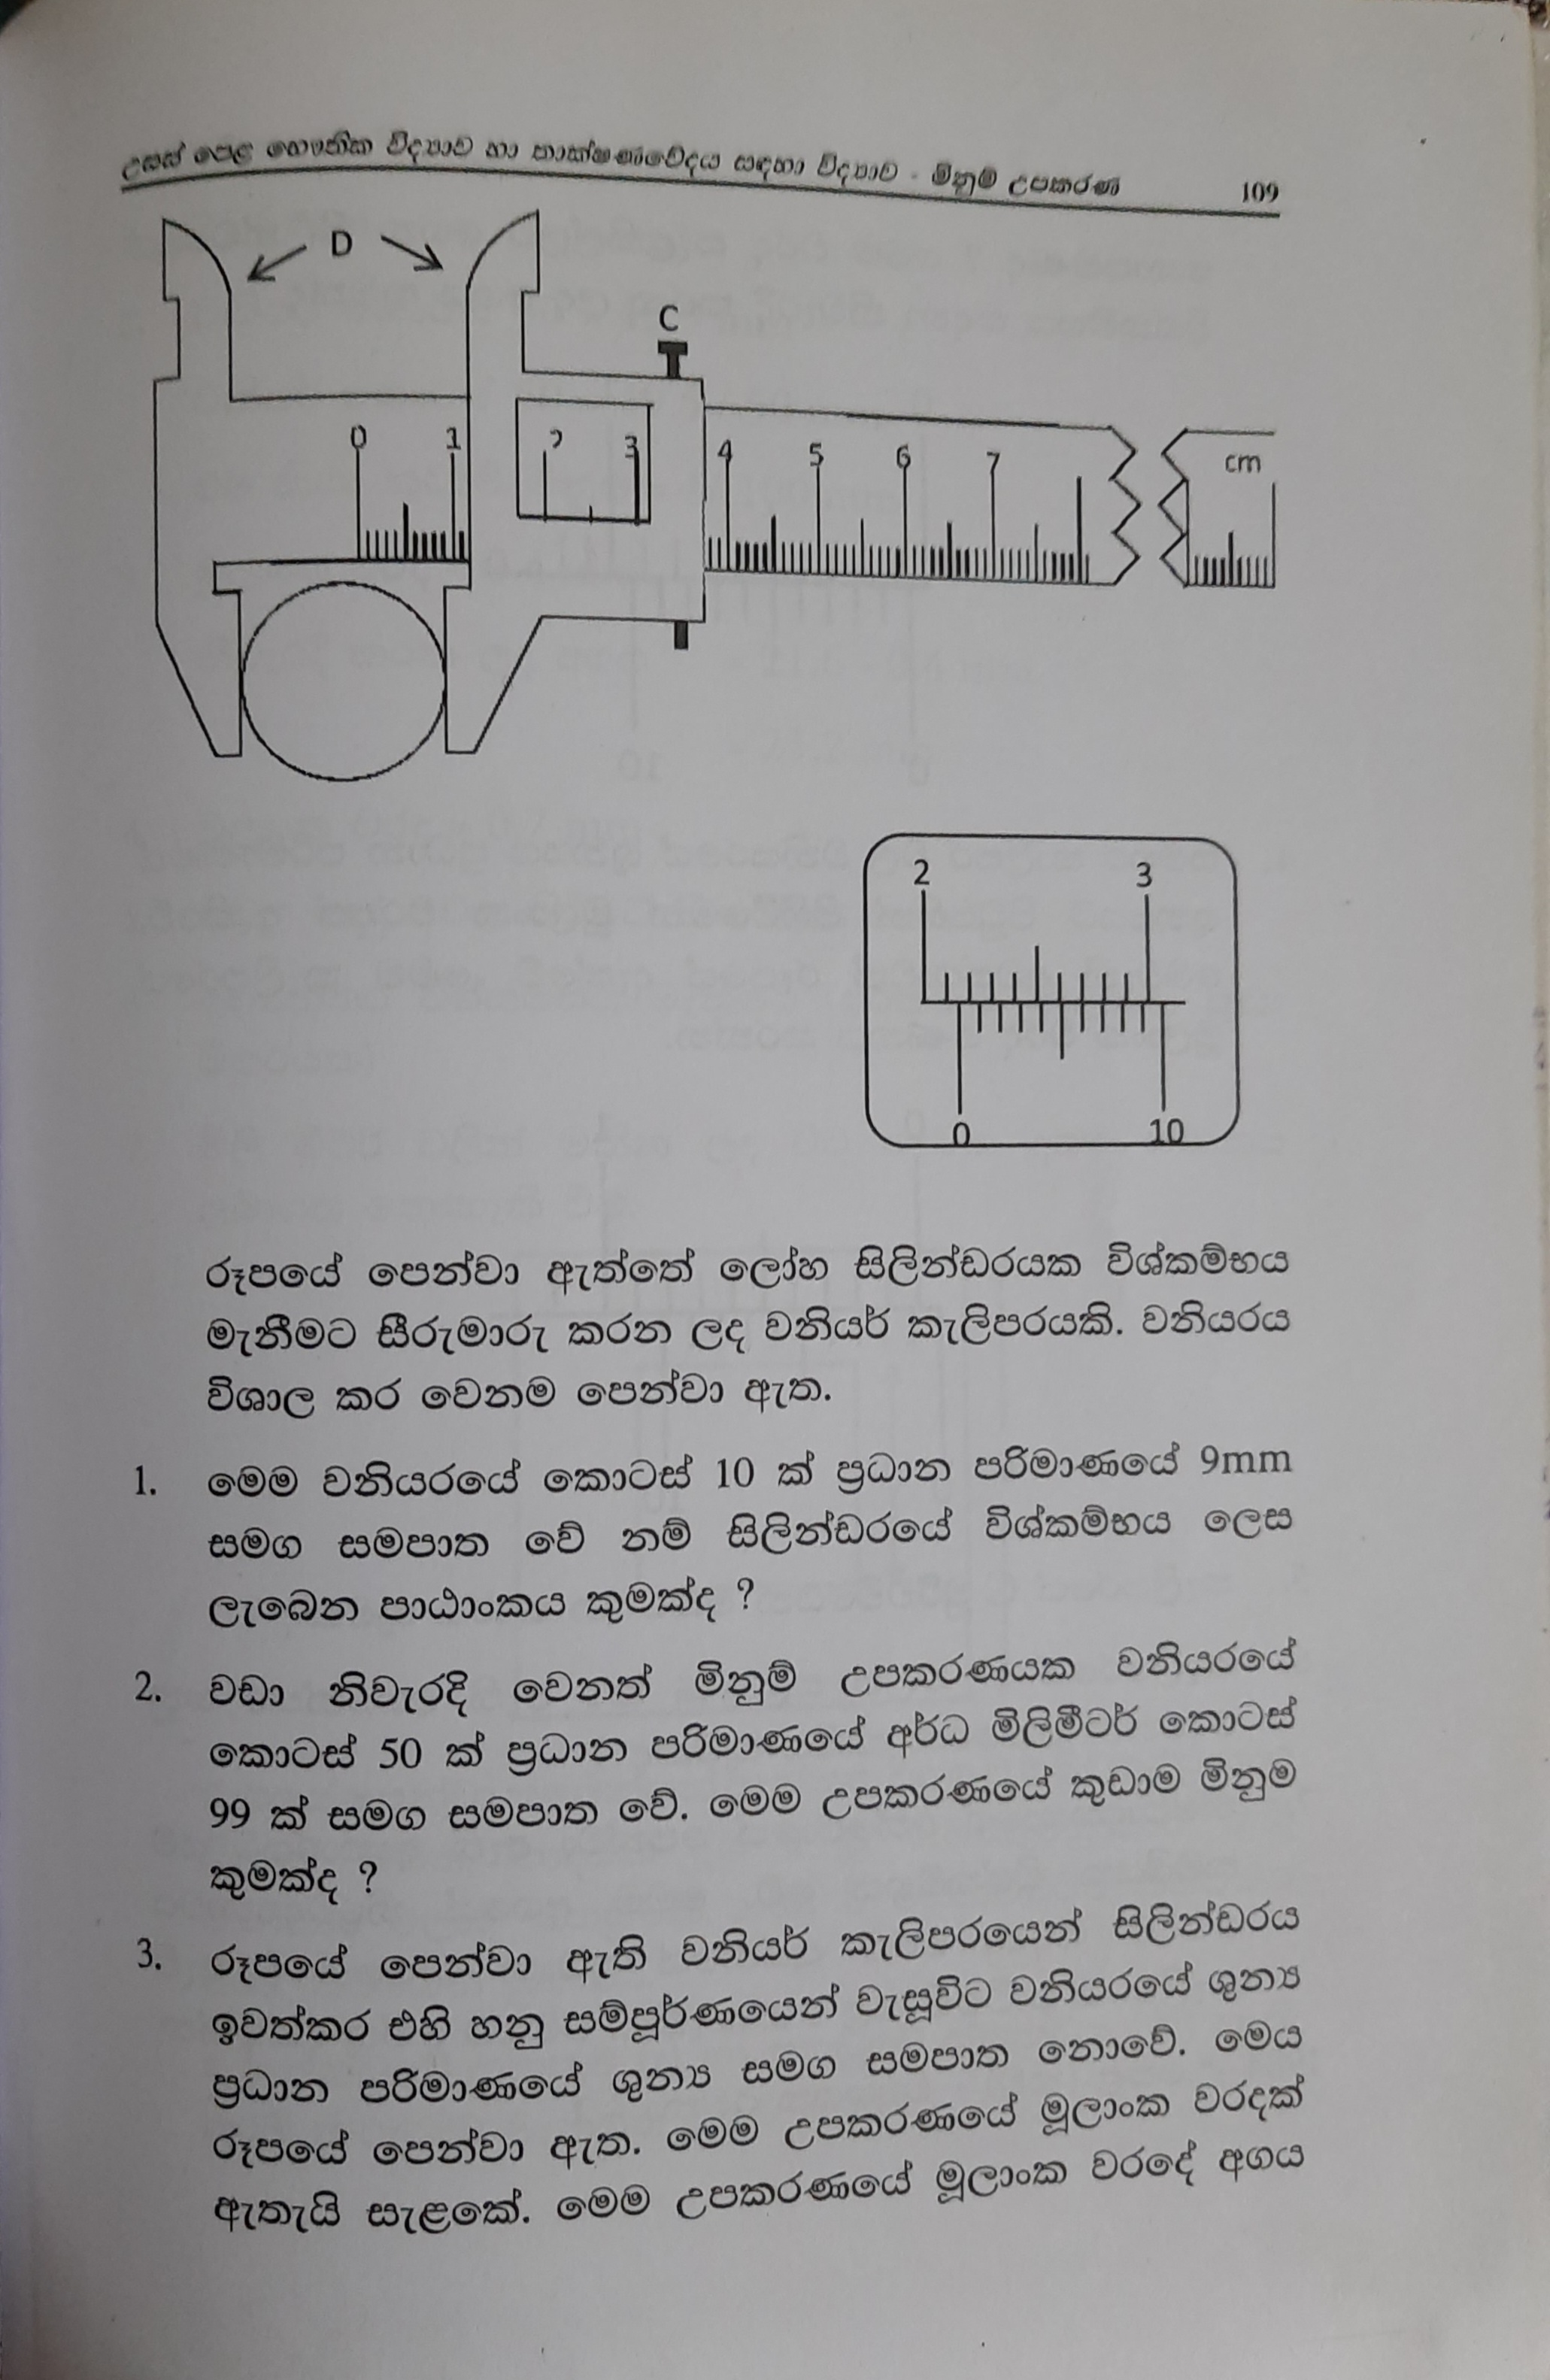 උසස් පෙළ භෞතික විද්‍යාව හා තාක්ෂණවේදය සඳහා විද්‍යාව - මිනුම් උපකරණ 109
D
C
0 1 2 3 4 5 6 7 cm
2 3
0 10
රූපයේ පෙන්වා ඇත්තේ ලෝහ සිලින්ඩරයක විශ්කම්භය
මැනීමට සීරුමාරු කරන ලද වනියර් කැලිපරයකි. වනියරය
විශාල කර වෙනම පෙන්වා ඇත.
1. මෙම වනියරයේ කොටස් 10 ක් ප්‍රධාන පරිමාණයේ 9mm
සමග සමපාත වේ නම් සිලින්ඩරයේ විශ්කම්භය ලෙස
ලැබෙන පාඨාංකය කුමක්ද ?
2. වඩා නිවැරදි වෙනත් මිනුම් උපකරණයක වනියරයේ
කොටස් 50 ක් ප්‍රධාන පරිමාණයේ අර්ධ මිලිමීටර් කොටස්
99 ක් සමග සමපාත වේ. මෙම උපකරණයේ කුඩාම මිනුම
කුමක්ද ?
3. රූපයේ පෙන්වා ඇති වනියර් කැලිපරයෙන් සිලින්ඩරය
ඉවත්කර එහි හනු සම්පූර්ණයෙන් වැසූවිට වනියරයේ ශුන්‍ය
ප්‍රධාන පරිමාණයේ ශුන්‍ය සමග සමපාත නොවේ. මෙය
රූපයේ පෙන්වා ඇත. මෙම උපකරණයේ මූලාංක වරදක්
ඇතැයි සැළකේ. මෙම උපකරණයේ මූලාංක වරදේ අගය